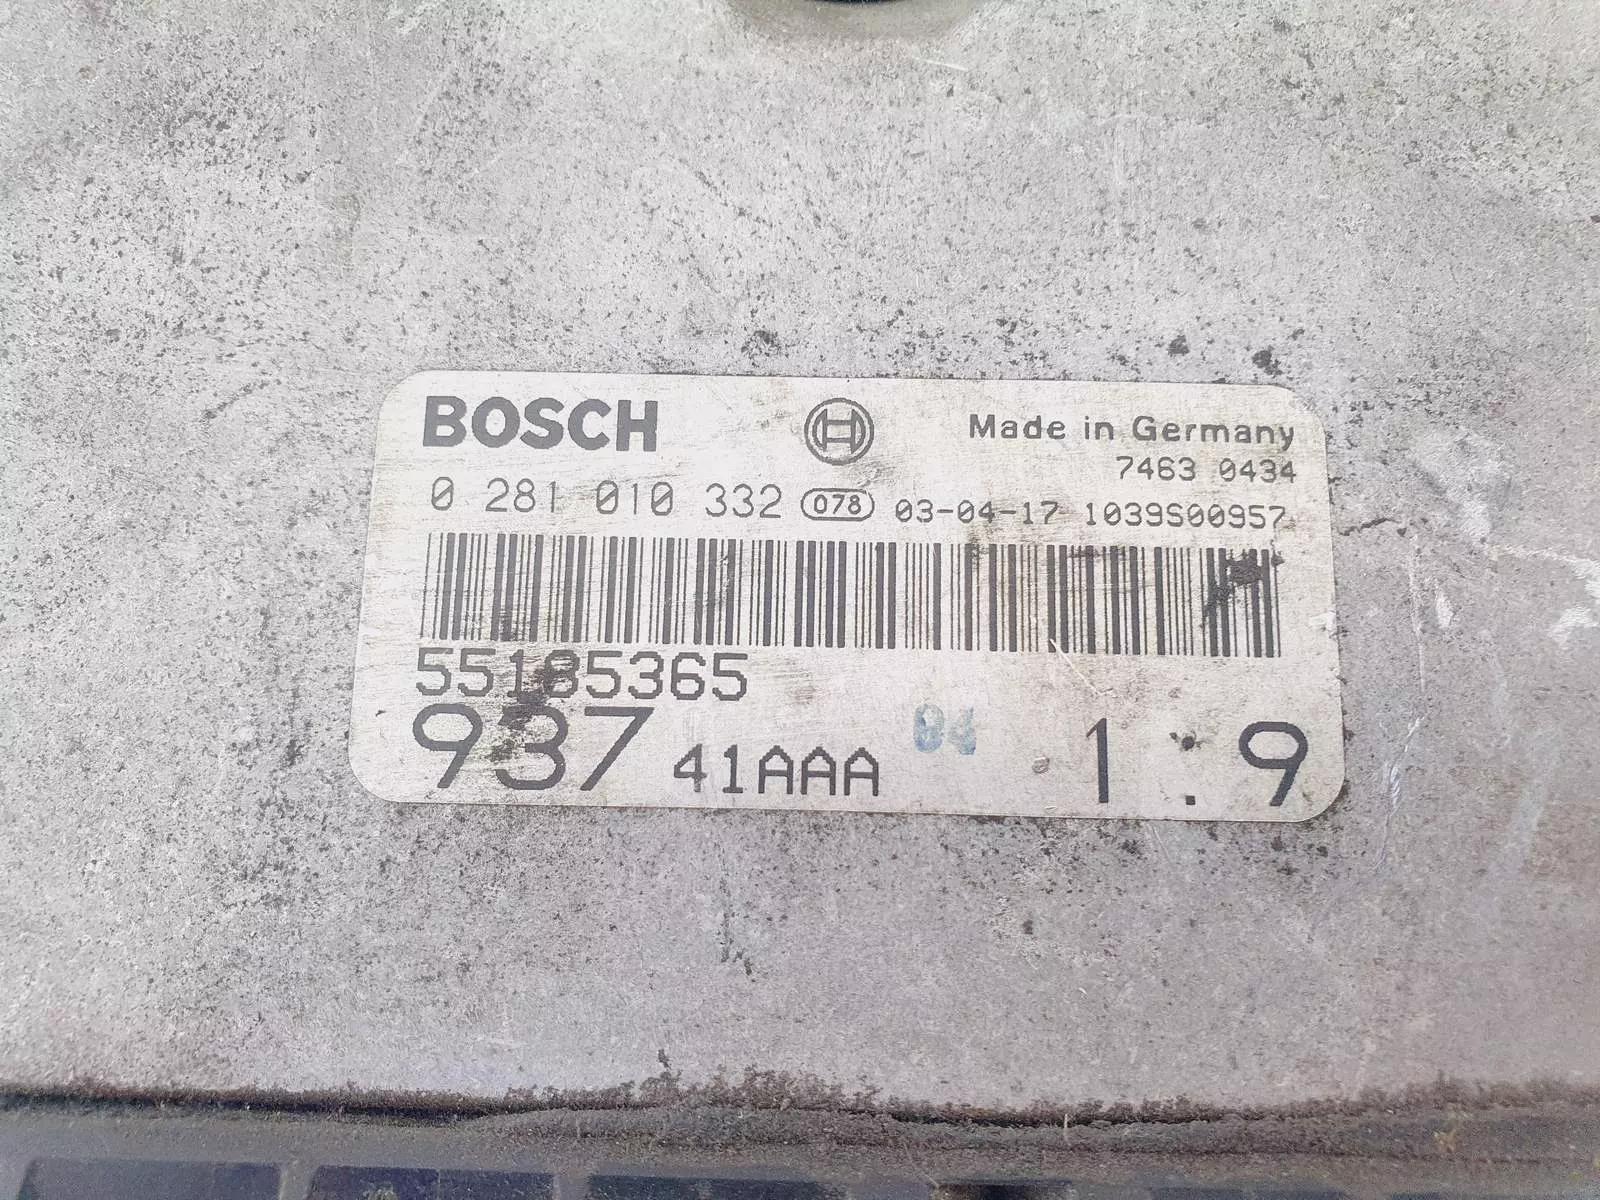 BOSCH Made in Germany
7463 0434
0 281 010 332 078 03-04-17 1039S00957
55185365
937 41AAA 04 1.9